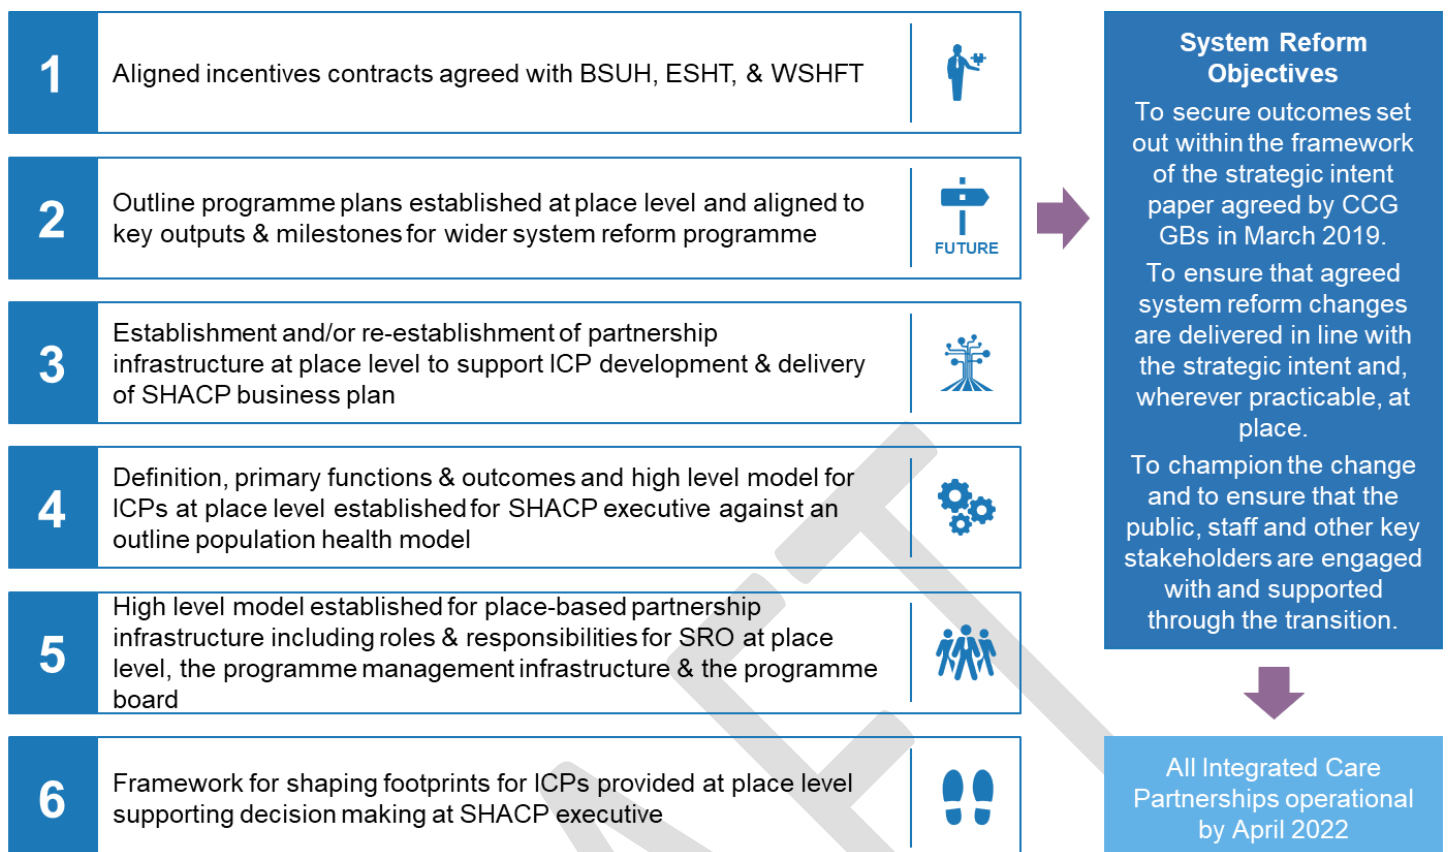 1
Aligned incentives contracts agreed with BSUH, ESHT, & WSHFT
2
Outline programme plans established at place level and aligned to
key outputs & milestones for wider system reform programme
FUTURE
3
Establishment and/or re-establishment of partnership
infrastructure at place level to support ICP development & delivery
of SHACP business plan
4
Definition, primary functions & outcomes and high level model for
ICPs at place level established for SHACP executive against an
outline population health model
5
High level model established for place-based partnership
infrastructure including roles & responsibilities for SRO at place
level, the programme management infrastructure & the programme
board
6
Framework for shaping footprints for ICPs provided at place level
supporting decision making at SHACP executive
System Reform
Objectives
To secure outcomes set
out within the framework
of the strategic intent
paper agreed by CCG
GBs in March 2019.
To ensure that agreed
system reform changes
are delivered in line with
the strategic intent and,
wherever practicable, at
place.
To champion the change
and to ensure that the
public, staff and other key
stakeholders are engaged
with and supported
through the transition.
All Integrated Care
Partnerships operational
by April 2022